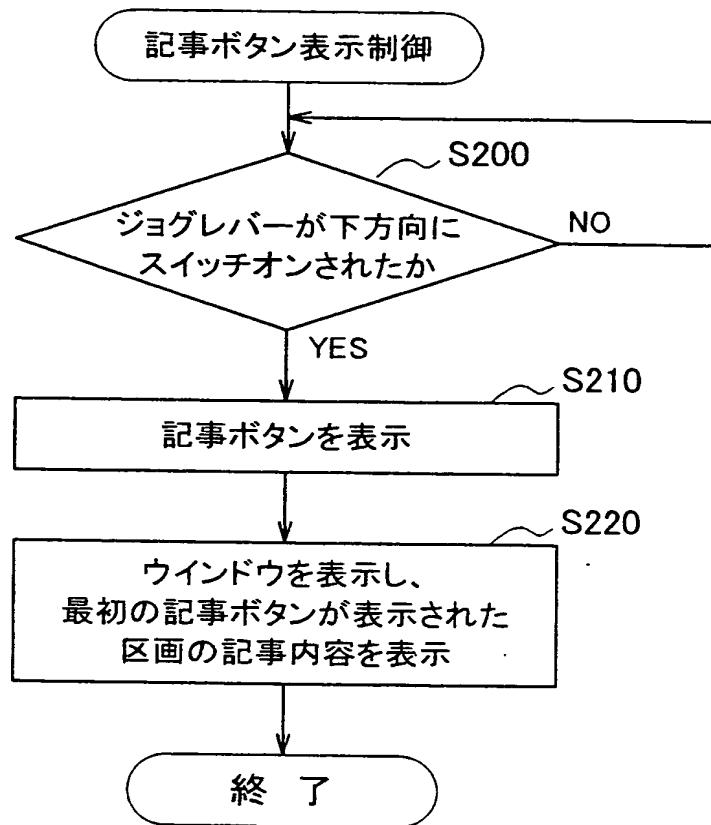 記事ボタン表示制御
S200
ジョグレバーが下方向に
スイッチオンされたか
NO
YES
S210
記事ボタンを表示
S220
ウインドウを表示し、
最初の記事ボタンが表示された
区画の記事内容を表示
終 了